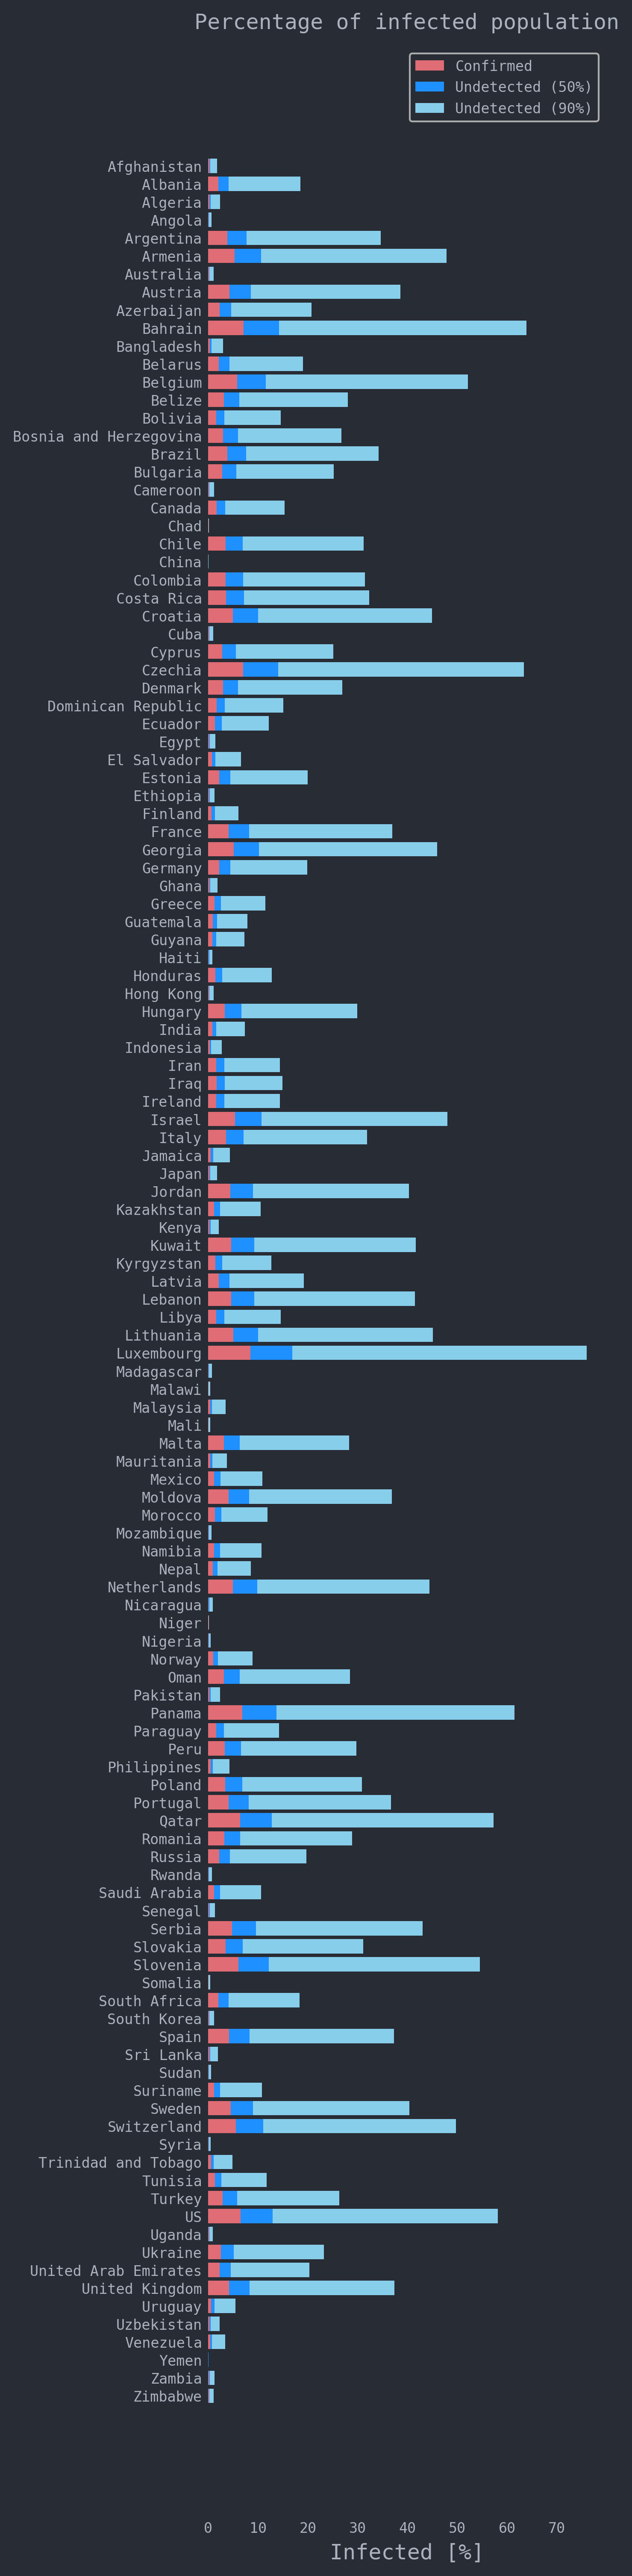 Percentage of infected population
Confirmed
Undetected (50%)
Undetected (90%)
Afghanistan
Albania
Algeria
Angola
Argentina
Armenia
Australia
Austria
Azerbaijan
Bahrain
Bangladesh
Belarus
Belgium
Belize
Bolivia
Bosnia and Herzegovina
Brazil
Bulgaria
Cameroon
Canada
Chad
Chile
China
Colombia
Costa Rica
Croatia
Cuba
Cyprus
Czechia
Denmark
Dominican Republic
Ecuador
Egypt
El Salvador
Estonia
Ethiopia
Finland
France
Georgia
Germany
Ghana
Greece
Guatemala
Guyana
Haiti
Honduras
Hong Kong
Hungary
India
Indonesia
Iran
Iraq
Ireland
Israel
Italy
Jamaica
Japan
Jordan
Kazakhstan
Kenya
Kuwait
Kyrgyzstan
Latvia
Lebanon
Libya
Lithuania
Luxembourg
Madagascar
Malawi
Malaysia
Mali
Malta
Mauritania
Mexico
Moldova
Morocco
Mozambique
Namibia
Nepal
Netherlands
Nicaragua
Niger
Nigeria
Norway
Oman
Pakistan
Panama
Paraguay
Peru
Philippines
Poland
Portugal
Qatar
Romania
Russia
Rwanda
Saudi Arabia
Senegal
Serbia
Slovakia
Slovenia
Somalia
South Africa
South Korea
Spain
Sri Lanka
Sudan
Suriname
Sweden
Switzerland
Syria
Trinidad and Tobago
Tunisia
Turkey
US
Uganda
Ukraine
United Arab Emirates
United Kingdom
Uruguay
Uzbekistan
Venezuela
Yemen
Zambia
Zimbabwe
0 10 20 30 40 50 60 70
Infected [%]